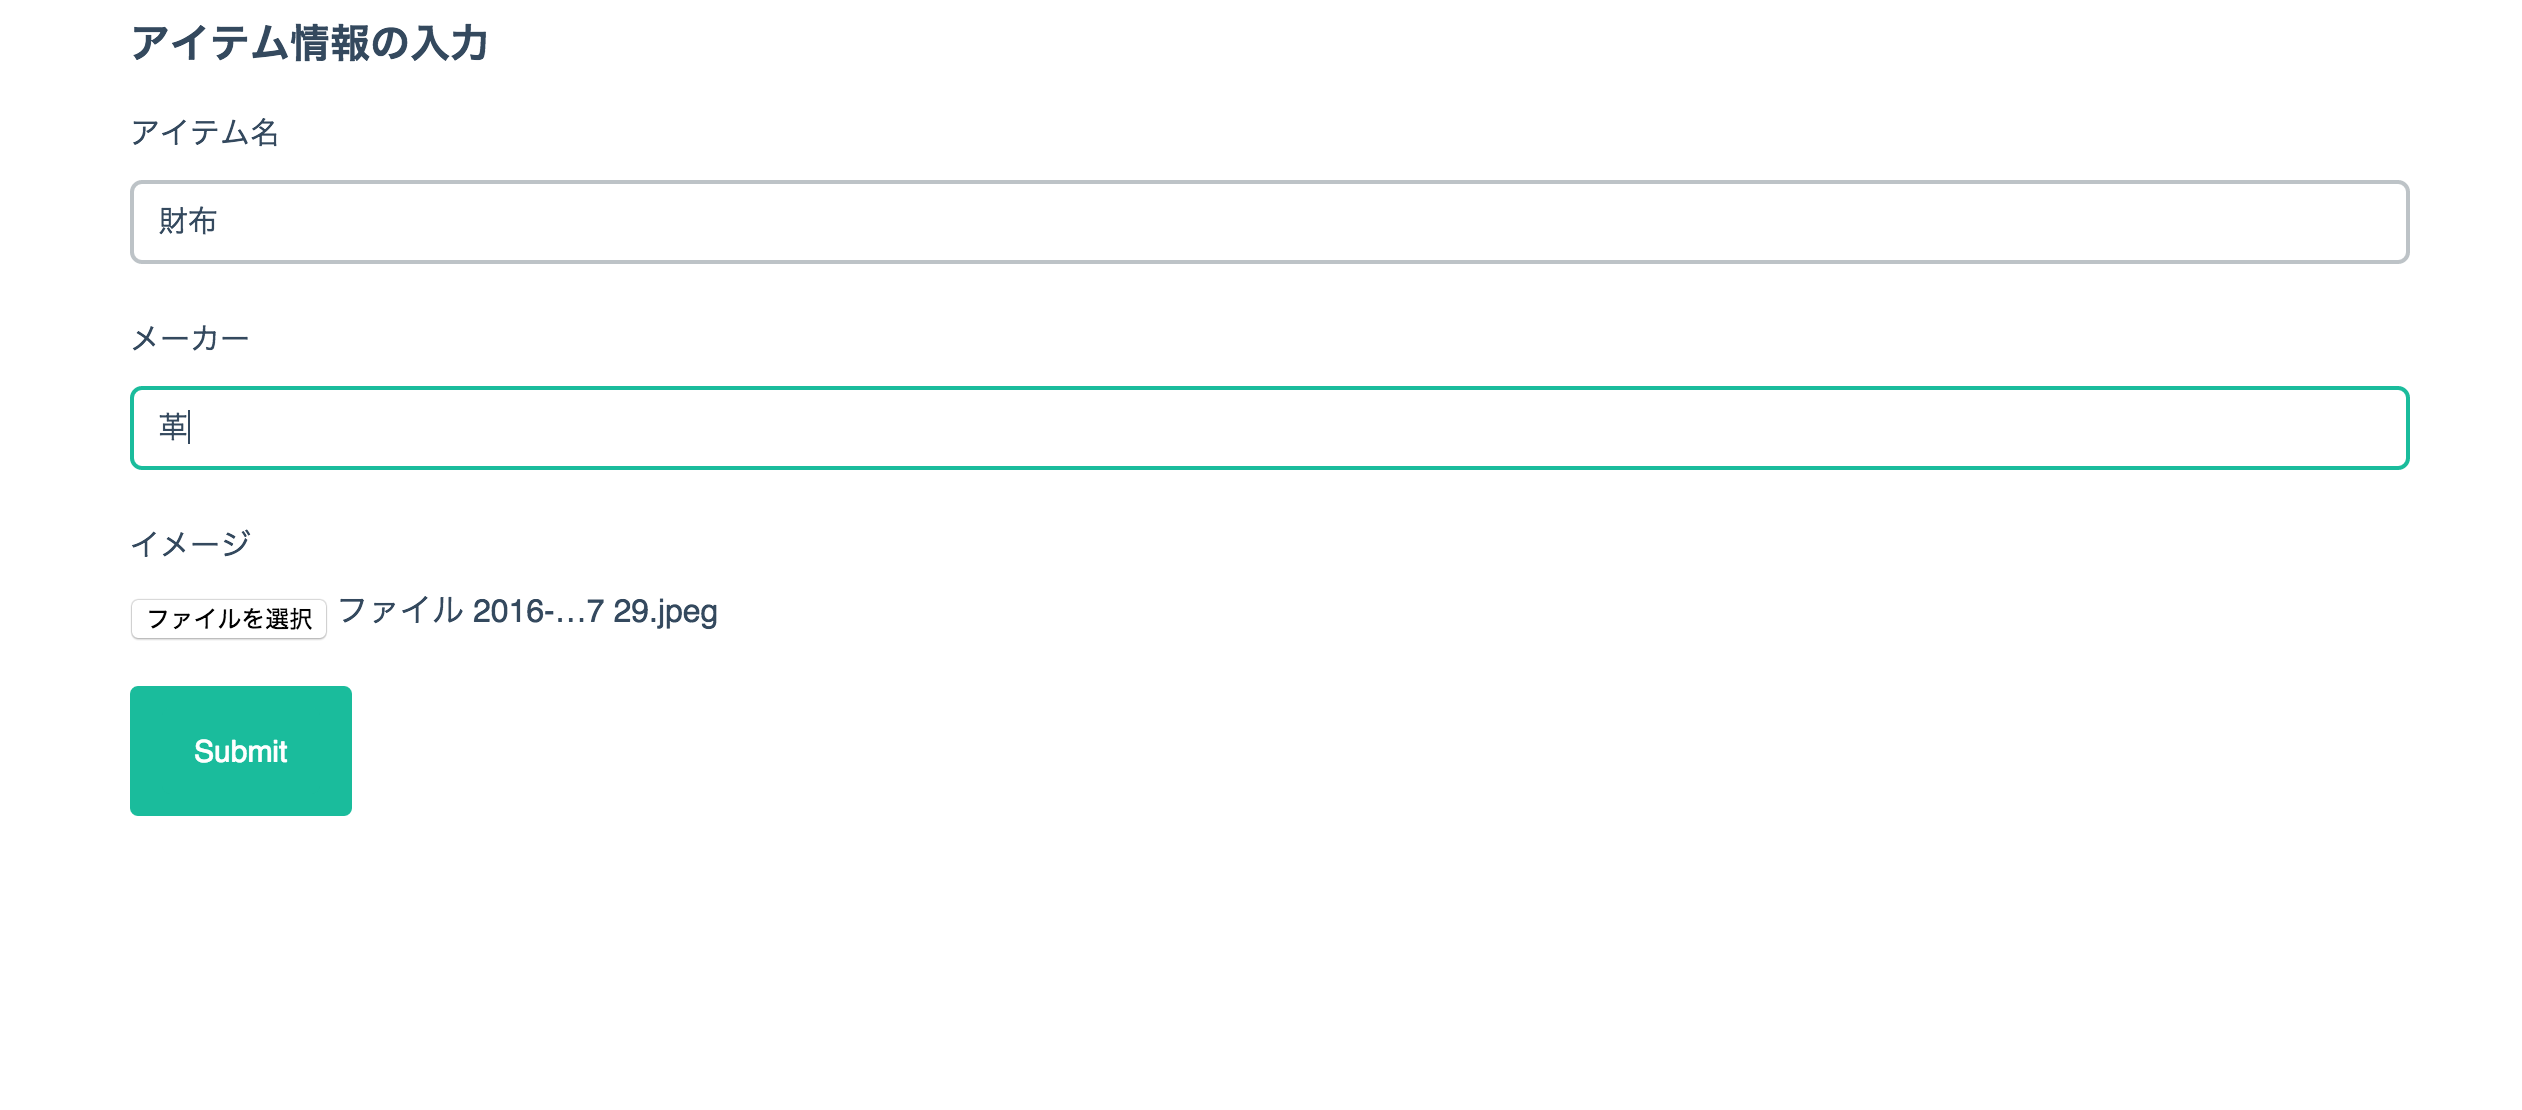 アイテム情報の入力
アイテム名
財布
メーカー
革
イメージ
ファイルを選択 ファイル 2016-…7 29.jpeg
Submit